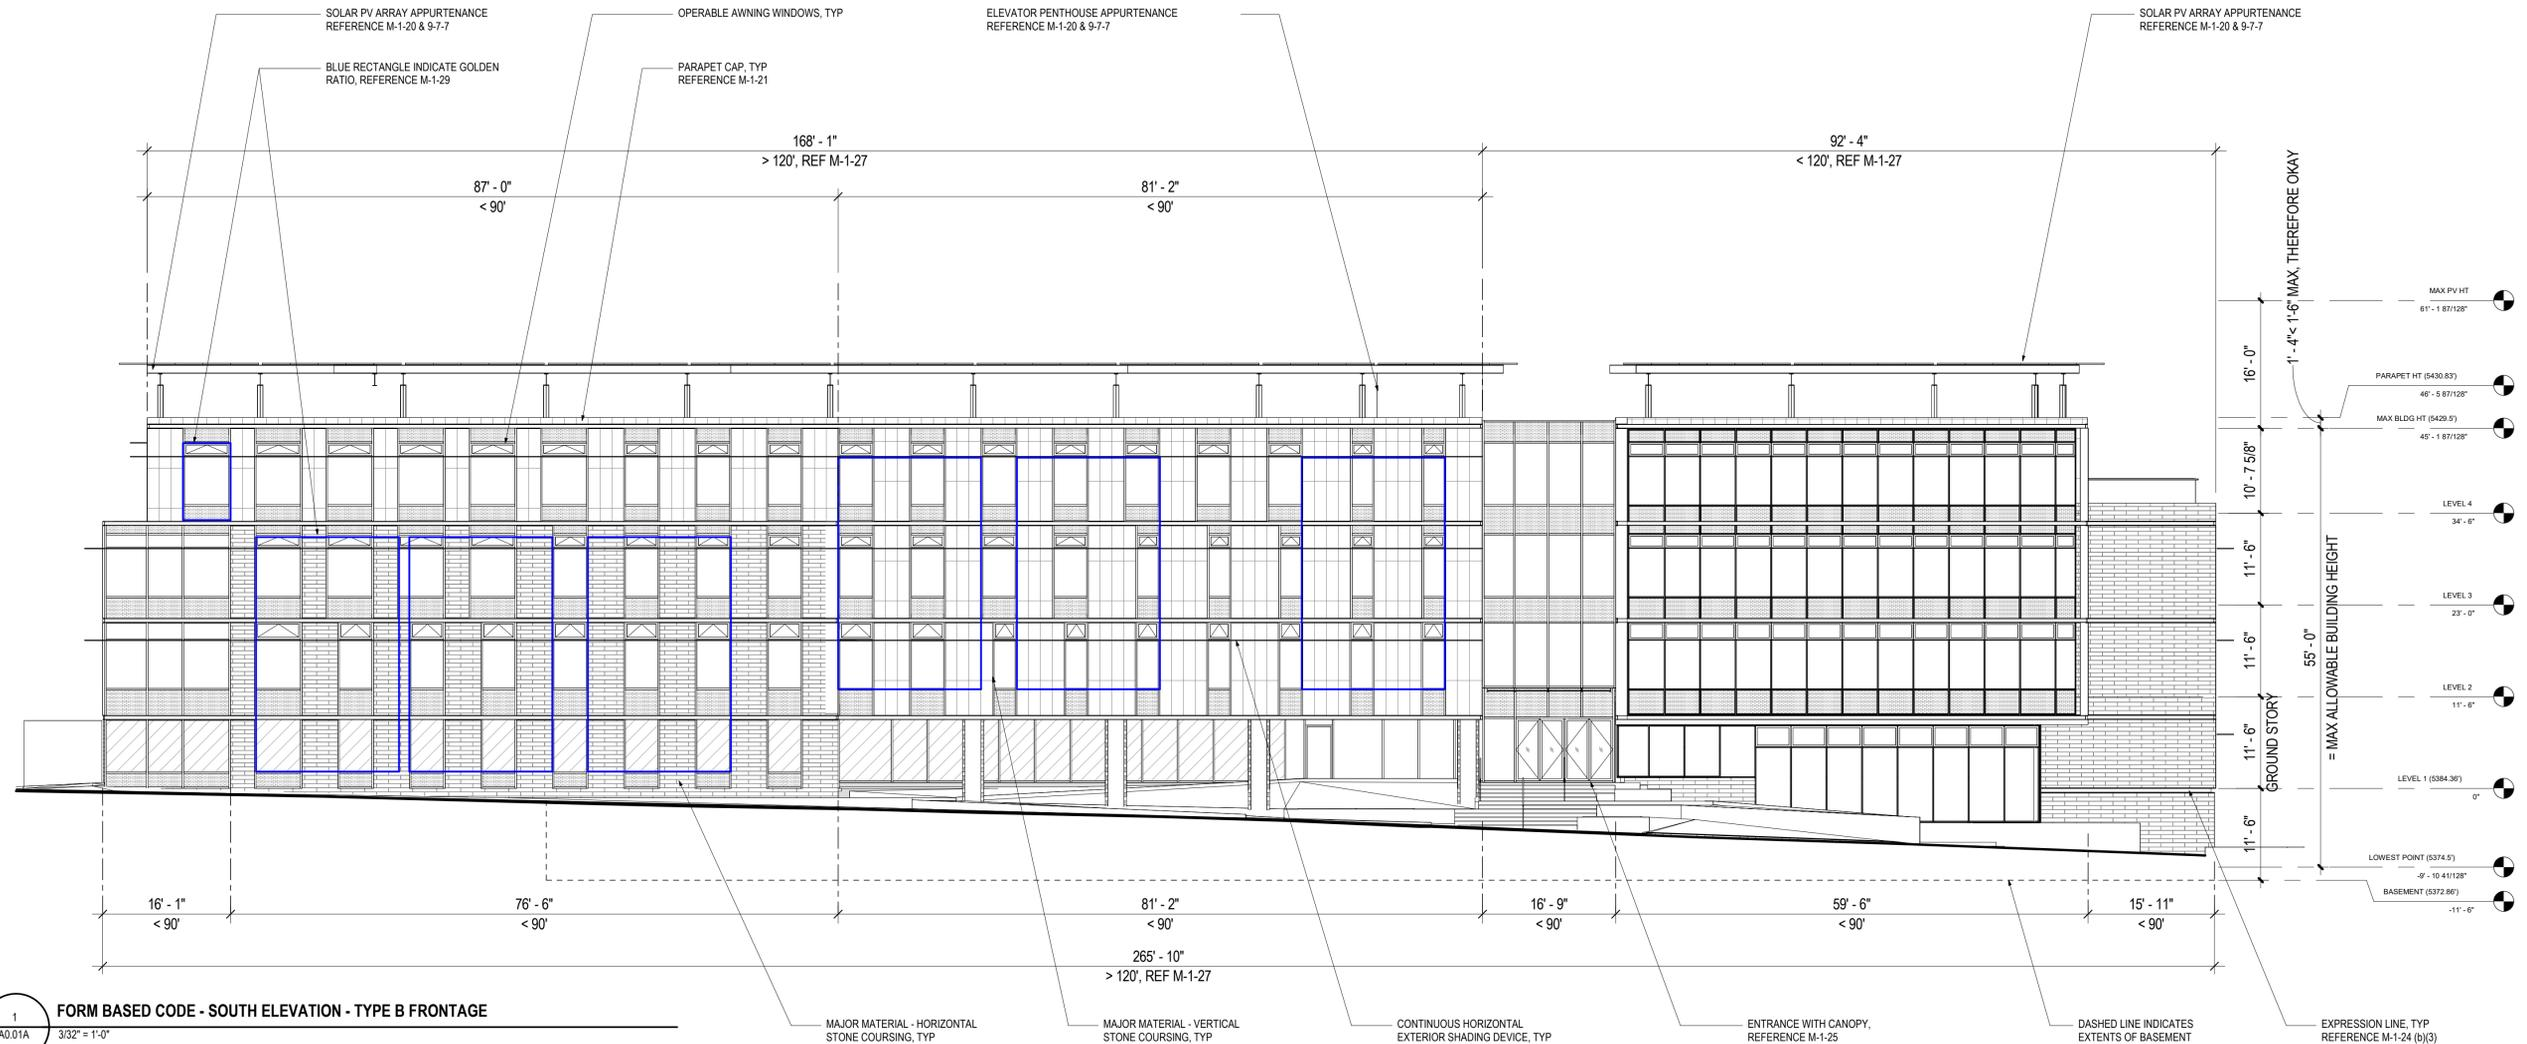 SOLAR PV ARRAY APPURTENANCE
REFERENCE M-1-20 & 9-7-7
OPERABLE AWNING WINDOWS, TYP
ELEVATOR PENTHOUSE APPURTENANCE
REFERENCE M-1-20 & 9-7-7
SOLAR PV ARRAY APPURTENANCE
REFERENCE M-1-20 & 9-7-7
BLUE RECTANGLE INDICATE GOLDEN
RATIO, REFERENCE M-1-29
PARAPET CAP, TYP
REFERENCE M-1-21
168' - 1"
> 120', REF M-1-27
92' - 4"
< 120', REF M-1-27
87' - 0"
< 90'
81' - 2"
< 90'
1' - 4"< 1'-6" MAX, THEREFORE OKAY
MAX PV HT
61' - 1 87/128"
16' - 0"
PARAPET HT (5430.83')
46' - 5 87/128"
MAX BLDG HT (5429.5')
45' - 1 87/128"
10' - 7 5/8"
LEVEL 4
34' - 6"
11' - 6"
LEVEL 3
23' - 0"
11' - 6"
55' - 0"
= MAX ALLOWABLE BUILDING HEIGHT
LEVEL 2
11' - 6"
11' - 6"
GROUND STORY
LEVEL 1 (5384.36')
0"
11' - 6"
LOWEST POINT (5374.5')
-9' - 10 41/128"
BASEMENT (5372.86')
-11' - 6"
16' - 1"
< 90'
76' - 6"
< 90'
81' - 2"
< 90'
16' - 9"
< 90'
59' - 6"
< 90'
15' - 11"
< 90'
265' - 10"
> 120', REF M-1-27
1
A0.01A
FORM BASED CODE - SOUTH ELEVATION - TYPE B FRONTAGE
3/32" = 1'-0"
MAJOR MATERIAL - HORIZONTAL
STONE COURSING, TYP
MAJOR MATERIAL - VERTICAL
STONE COURSING, TYP
CONTINUOUS HORIZONTAL
EXTERIOR SHADING DEVICE, TYP
ENTRANCE WITH CANOPY,
REFERENCE M-1-25
DASHED LINE INDICATES
EXTENTS OF BASEMENT
EXPRESSION LINE, TYP
REFERENCE M-1-24 (b)(3)